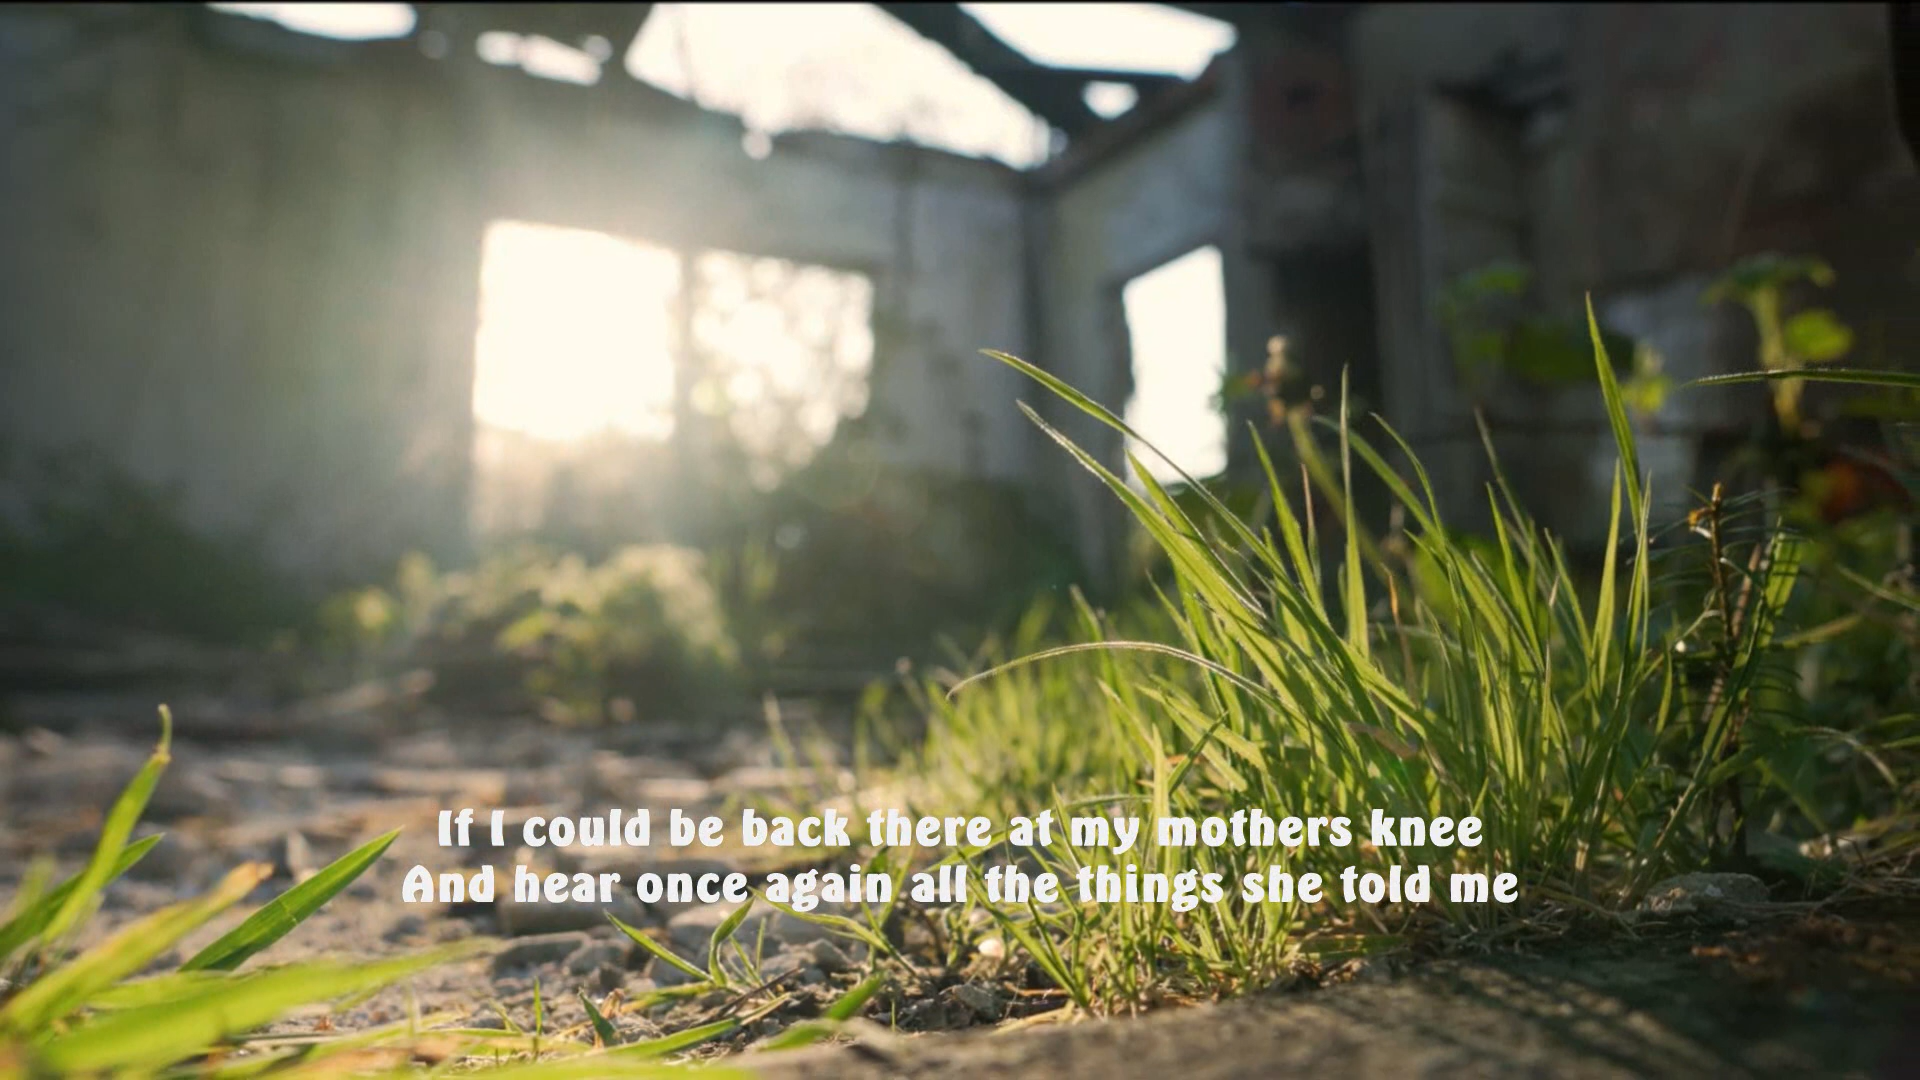 If I could be back there at my mothers knee
And hear once again all the things she told me